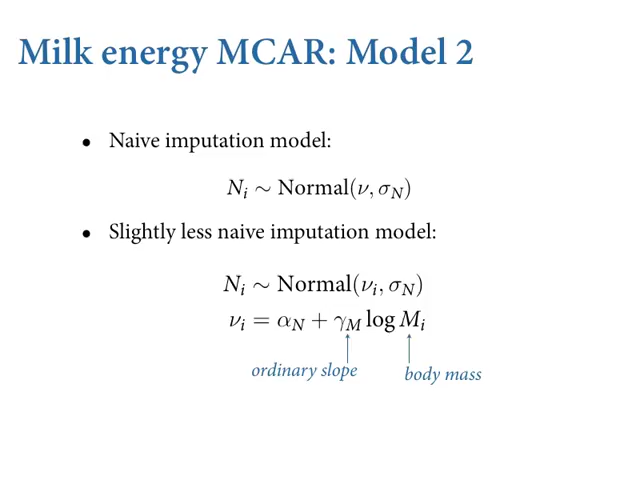 Milk energy MCAR: Model 2
• Naive imputation model:
Nᵢ ∼ Normal(ν, σ_N)
• Slightly less naive imputation model:
Nᵢ ∼ Normal(νᵢ, σ_N)
νᵢ = α_N + γ_M log Mᵢ
ordinary slope body mass